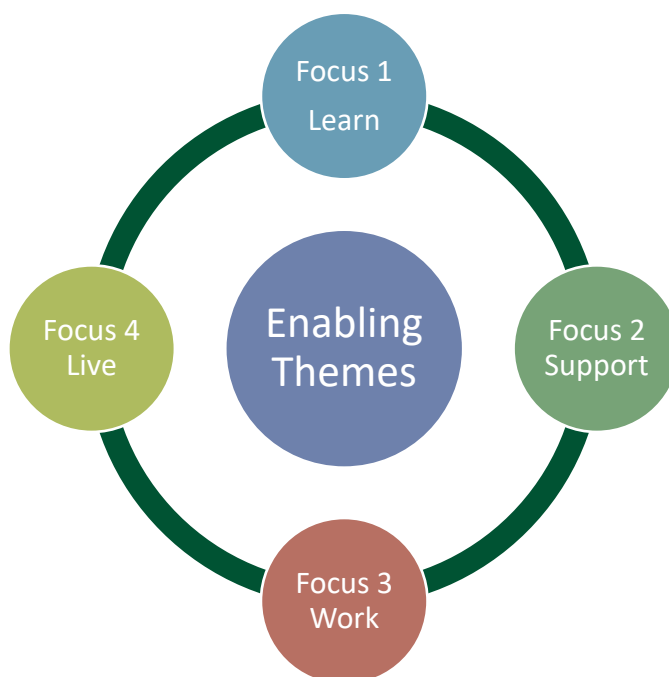 Focus 1
Learn
Enabling
Themes
Focus 4
Live
Focus 2
Support
Focus 3
Work